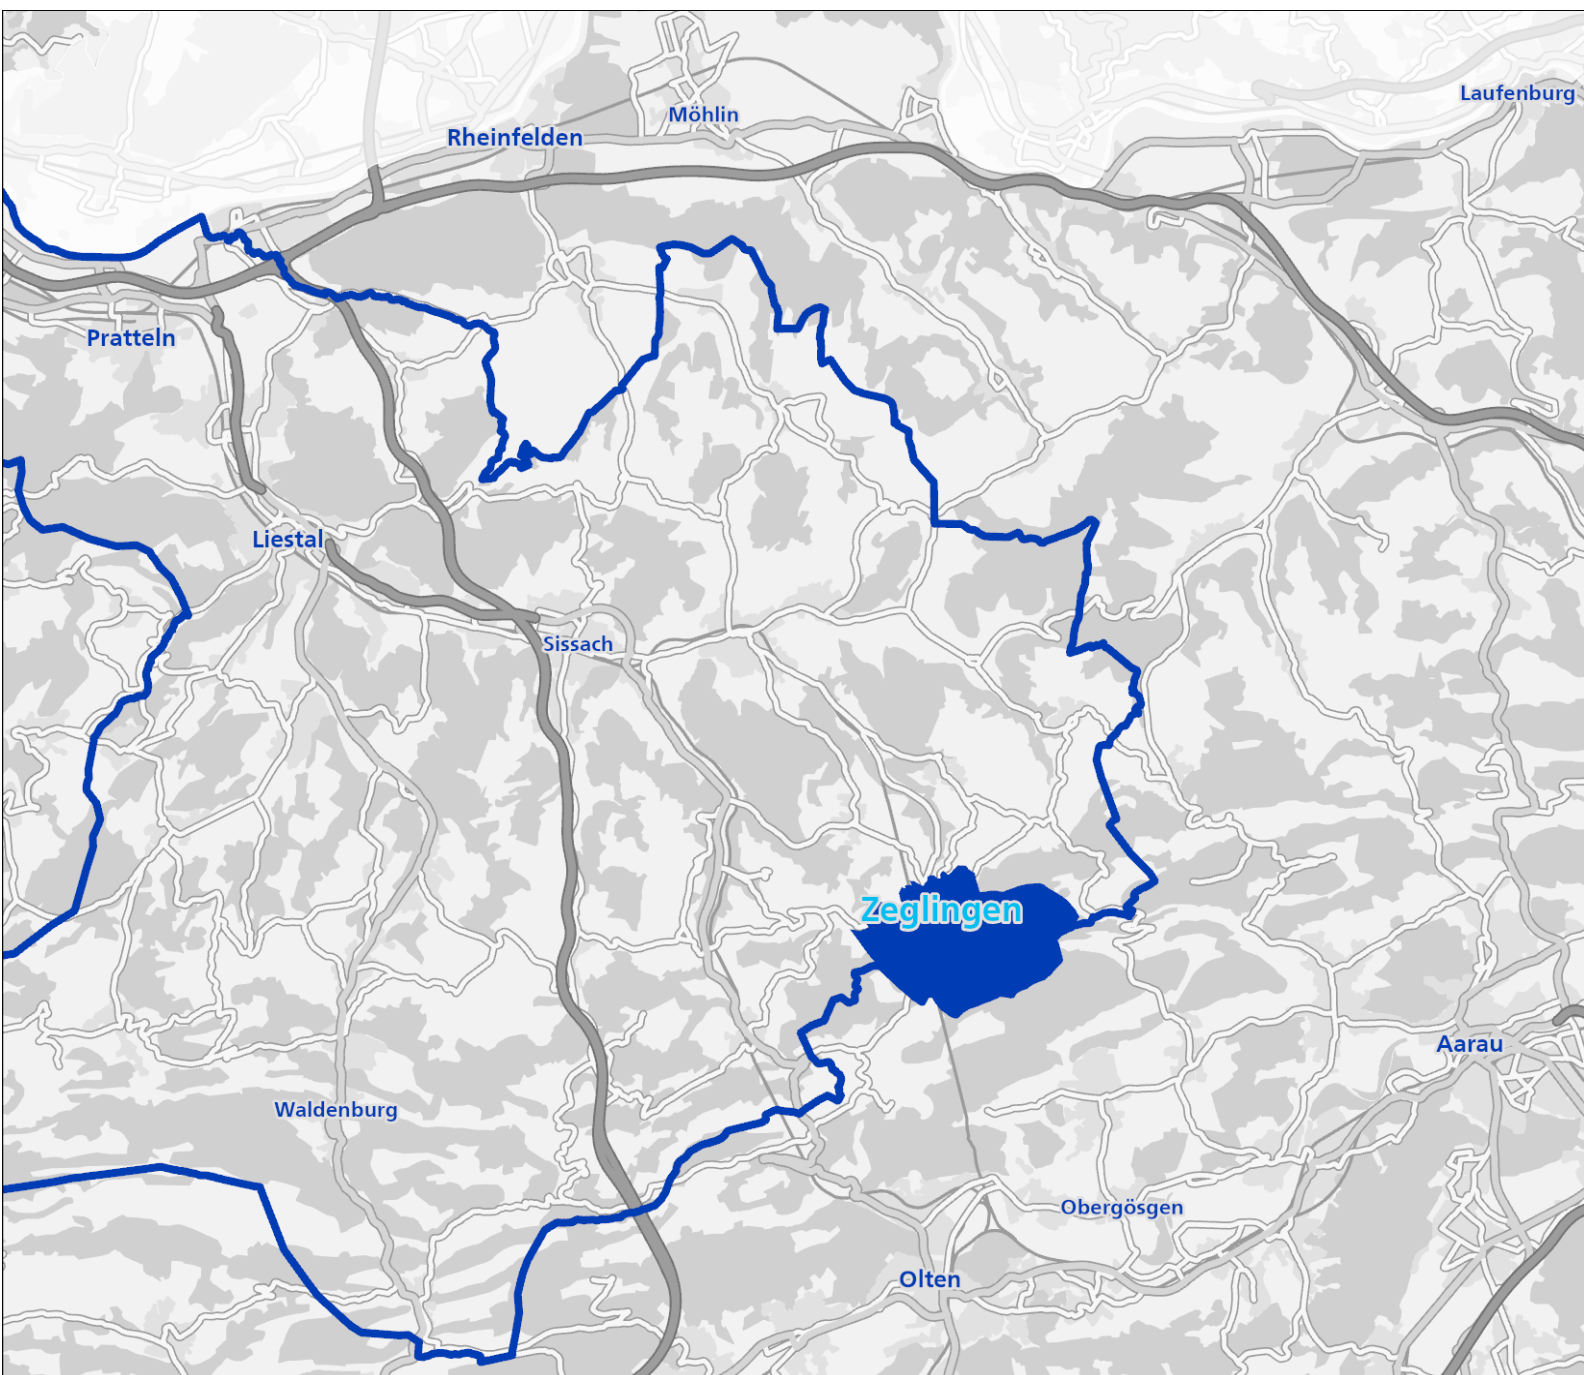 Laufenburg
Möhlin
Rheinfelden
Pratteln
Liestal
Sissach
Zeglingen
Aarau
Waldenburg
Obergösgen
Olten